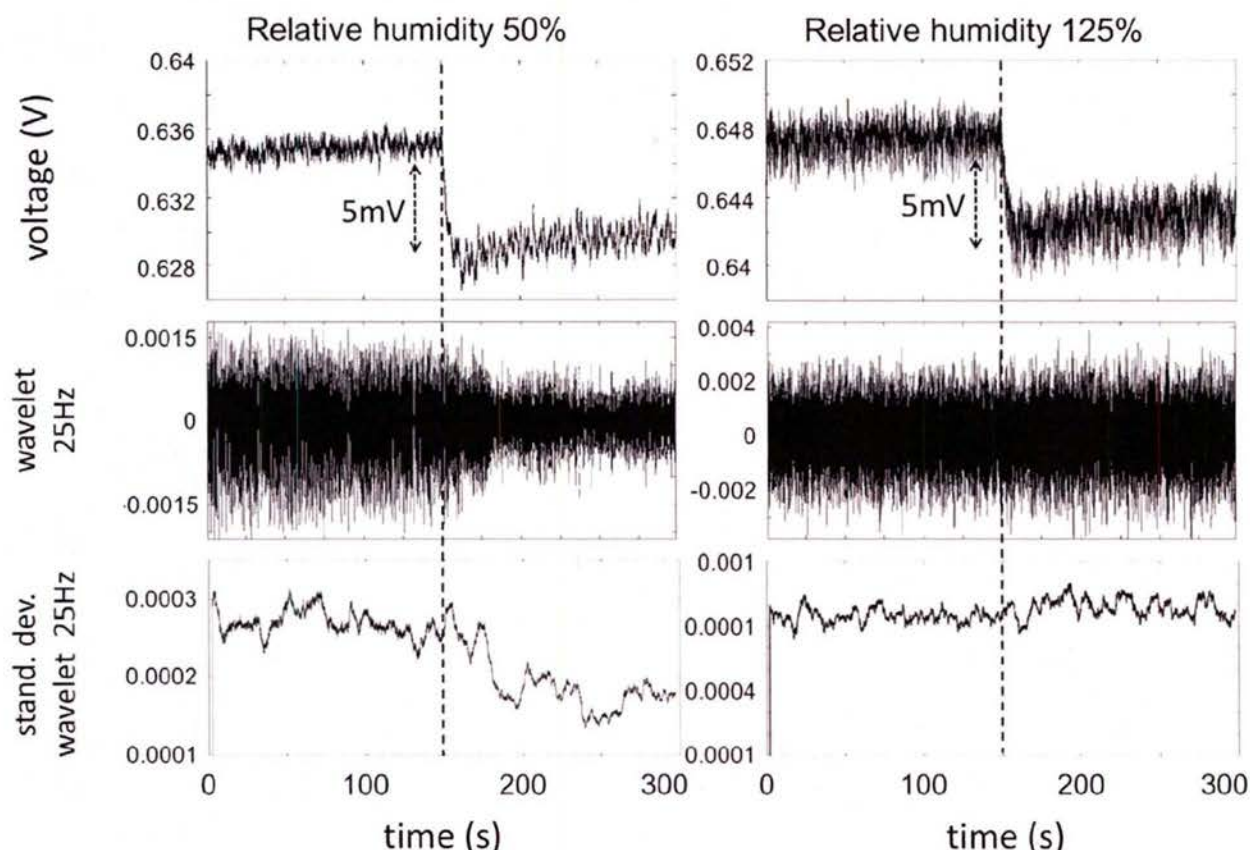 Relative humidity 50%
Relative humidity 125%
voltage (V)
0.64
0.636
0.632
0.628
5mV
0.652
0.648
0.644
0.64
5mV
wavelet
25Hz
0.0015
0
-0.0015
0.004
0.002
0
-0.002
stand. dev.
wavelet 25Hz
0.0003
0.0002
0.0001
0.001
0.0001
0.0004
0.0001
0 100 200 300
0 100 200 300
time (s)
time (s)